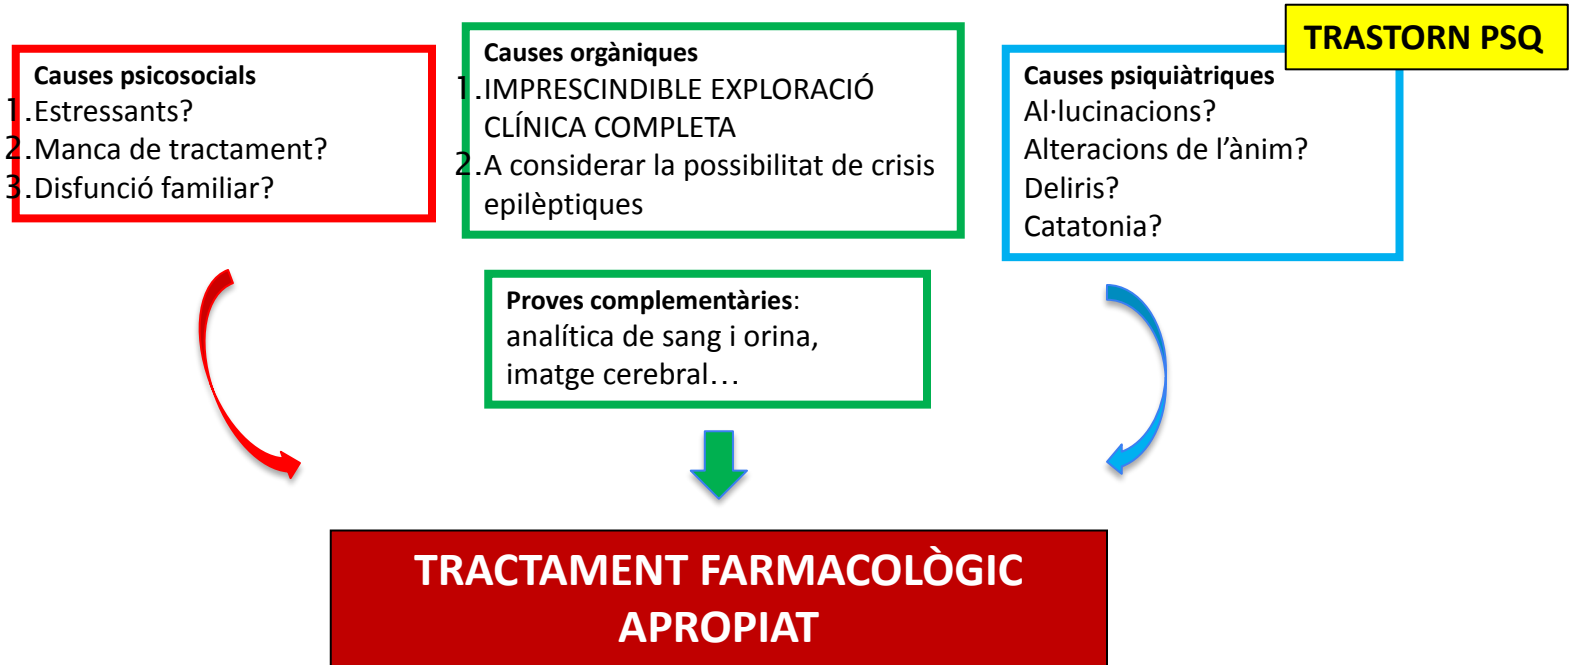 TRASTORN PSQ
Causes psicosocials
1.Estressants?
2.Manca de tractament?
3.Disfunció familiar?
Causes orgàniques
1.IMPRESCINDIBLE EXPLORACIÓ
CLÍNICA COMPLETA
2.A considerar la possibilitat de crisis
epilèptiques
Causes psiquiàtriques
Al·lucinacions?
Alteracions de l’ànim?
Deliris?
Catatonia?
Proves complementàries:
analítica de sang i orina,
imatge cerebral…
TRACTAMENT FARMACOLÒGIC
APROPIAT